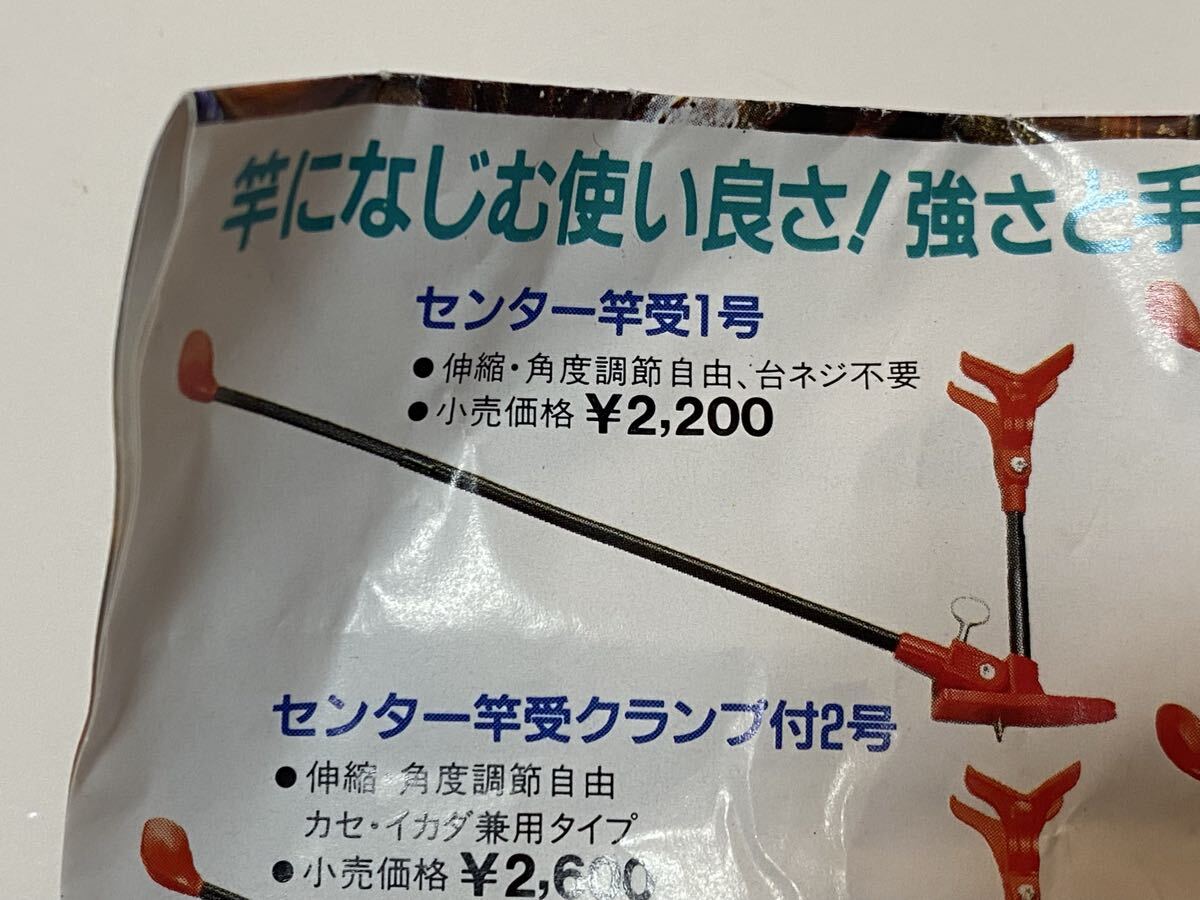 竿になじむ使い良さ!強さと手
センター竿受1号
●伸縮・角度調節自由、台ネジ不要
●小売価格 ¥2,200
センター竿受クランプ付2号
●伸縮・角度調節自由
カセ・イカダ兼用タイプ
●小売価格 ¥2,600